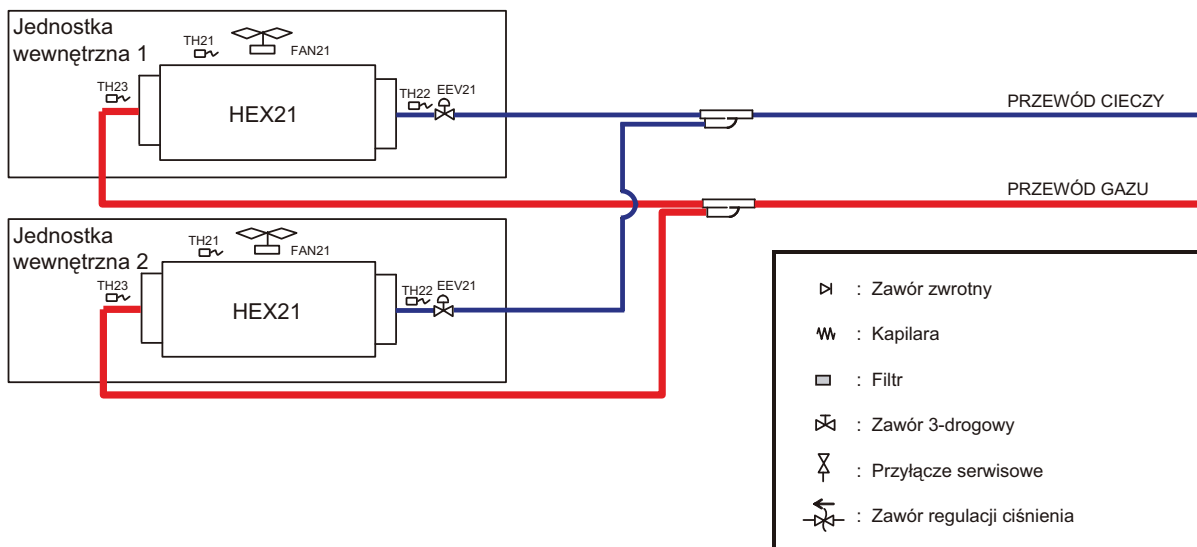 Jednostka
wewnętrzna 1
TH21
FAN21
TH23
HEX21
TH22
EEV21
PRZEWÓD CIECZY
PRZEWÓD GAZU
Jednostka
wewnętrzna 2
TH21
FAN21
TH23
HEX21
TH22
EEV21
: Zawór zwrotny
: Kapilara
: Filtr
: Zawór 3-drogowy
: Przyłącze serwisowe
: Zawór regulacji ciśnienia